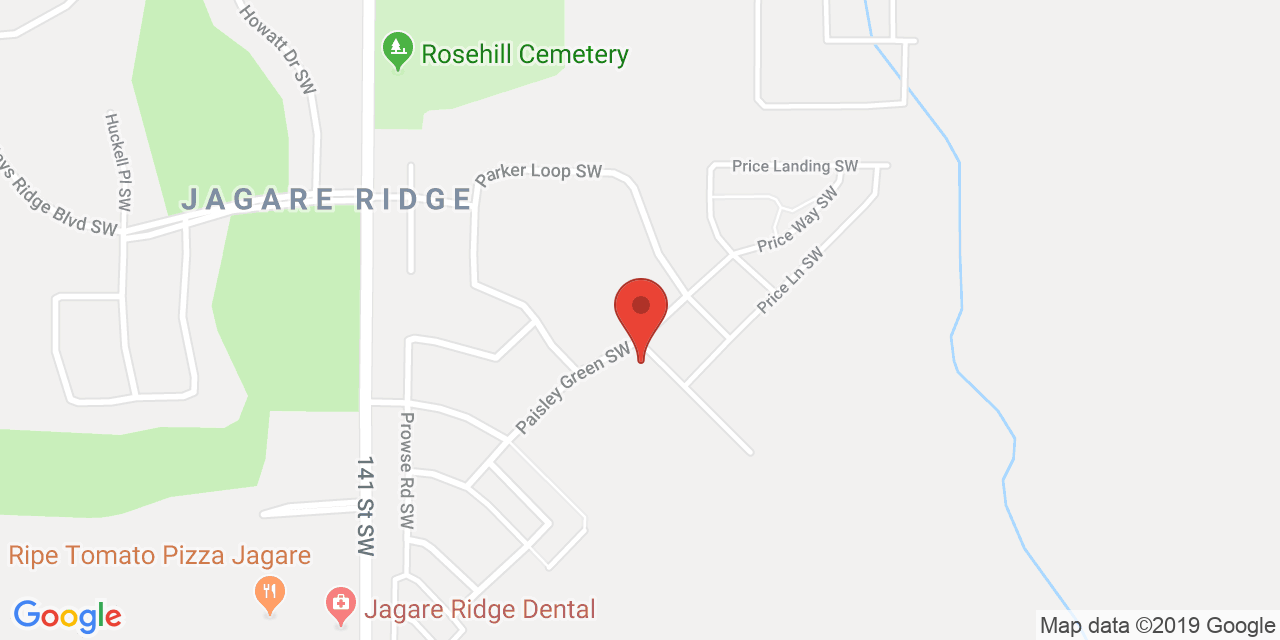 Howatt Dr SW
Rosehill Cemetery
Huckell Pl SW
Ridge Blvd SW
JAGARE RIDGE
Parker Loop SW
Price Landing SW
Price Way SW
Price Ln SW
Paisley Green SW
Prowse Rd SW
141 St SW
Ripe Tomato Pizza Jagare
Jagare Ridge Dental
Google
Map data ©2019 Google